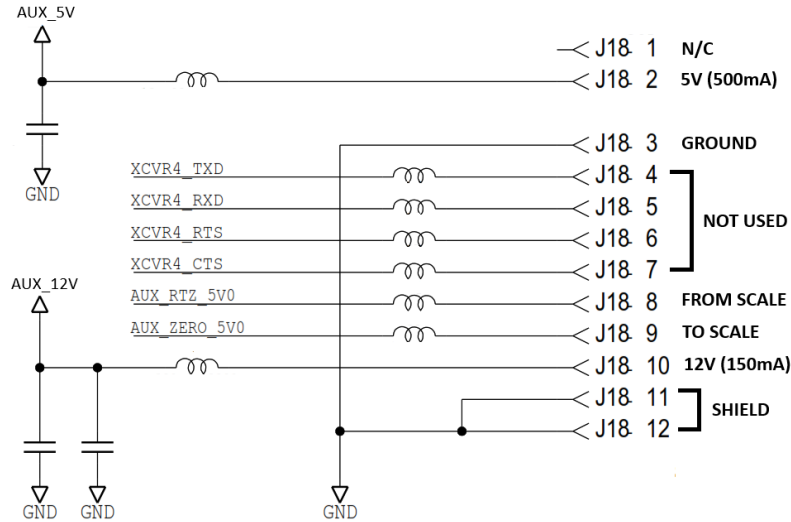 AUX_5V
J18 1 N/C
J18 2 5V (500mA)
J18 3 GROUND
GND
XCVR4_TXD J18 4
XCVR4_RXD J18 5
NOT USED
XCVR4_RTS J18 6
XCVR4_CTS J18 7
AUX_12V
AUX_RTZ_5V0 J18 8 FROM SCALE
AUX_ZERO_5V0 J18 9 TO SCALE
J18 10 12V (150mA)
J18 11
SHIELD
J18 12
GND GND GND